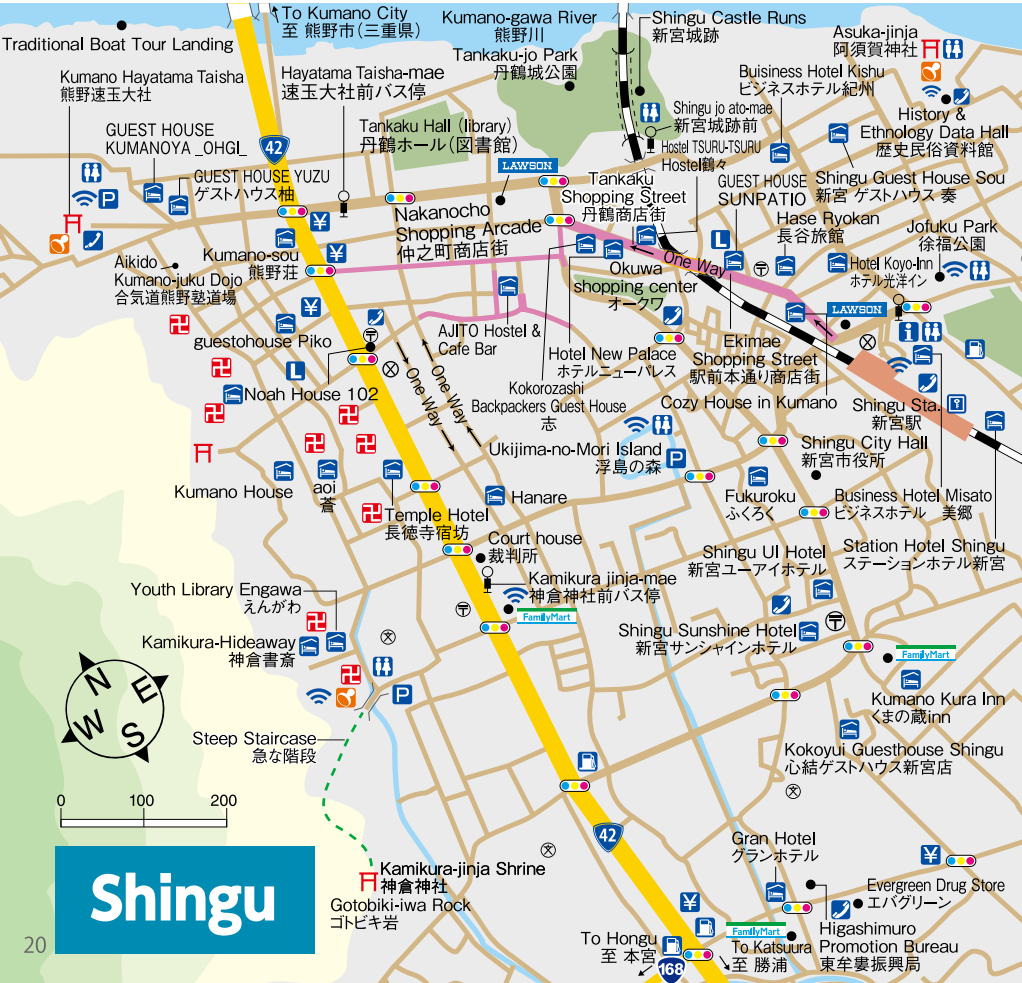 To Kumano City
至 熊野市(三重県)
Kumano-gawa River
熊野川
Shingu Castle Runs
新宮城跡
Traditional Boat Tour Landing
Tankaku-jo Park
丹鶴城公園
Asuka-jinja
阿須賀神社
Kumano Hayatama Taisha
熊野速玉大社
Hayatama Taisha-mae
速玉大社前バス停
Buisiness Hotel Kishu
ビジネスホテル紀州
Shingu jo ato-mae
新宮城跡前
History &
Ethnology Data Hall
歴史民俗資料館
GUEST HOUSE
KUMANOYA _OHGI_
Tankaku Hall (library)
丹鶴ホール(図書館)
Hostel TSURU-TSURU
Hostel鶴々
42
LAWSON
GUEST HOUSE YUZU
ゲストハウス柚
Tankaku
Shopping Street
丹鶴商店街
GUEST HOUSE
SUNPATIO
Shingu Guest House Sou
新宮 ゲストハウス 奏
P
Nakanocho
Shopping Arcade
仲之町商店街
Hase Ryokan
長谷旅館
Jofuku Park
徐福公園
¥
Kumano-sou
熊野荘
¥
L
One Way
Hotel Koyo-Inn
ホテル光洋イン
Aikido
Kumano-juku Dojo
合気道熊野塾道場
Okuwa
shopping center
オークワ
〒
LAWSON
¥
guestohouse Piko
〒
AJITO Hostel &
Cafe Bar
Hotel New Palace
ホテルニューパレス
Ekimae
Shopping Street
駅前本通り商店街
i
L
One Way
One Way
Noah House 102
Kokorozashi
Backpackers Guest House
志
Cozy House in Kumano
Shingu Sta.
新宮駅
Ukijima-no-Mori Island
浮島の森
P
Shingu City Hall
新宮市役所
Kumano House
aoi
蒼
Temple Hotel
長徳寺宿坊
Hanare
Fukuroku
ふくろく
Business Hotel Misato
ビジネスホテル 美郷
Court house
裁判所
Shingu UI Hotel
新宮ユーアイホテル
Station Hotel Shingu
ステーションホテル新宮
Youth Library Engawa
えんがわ
Kamikura jinja-mae
神倉神社前バス停
〒
FamilyMart
文
Kamikura-Hideaway
神倉書斎
Shingu Sunshine Hotel
新宮サンシャインホテル
〒
FamilyMart
P
Kumano Kura Inn
くまの蔵inn
N
E
W
S
Steep Staircase
急な階段
Kokoyui Guesthouse Shingu
心結ゲストハウス新宮店
文
0 100 200
42
文
Gran Hotel
グランホテル
¥
Shingu
Kamikura-jinja Shrine
神倉神社
Gotobiki-iwa Rock
ゴトビキ岩
Evergreen Drug Store
エバグリーン
¥
FamilyMart
Higashimuro
Promotion Bureau
東牟婁振興局
To Hongu
至 本宮
168
To Katsuura
至 勝浦
20